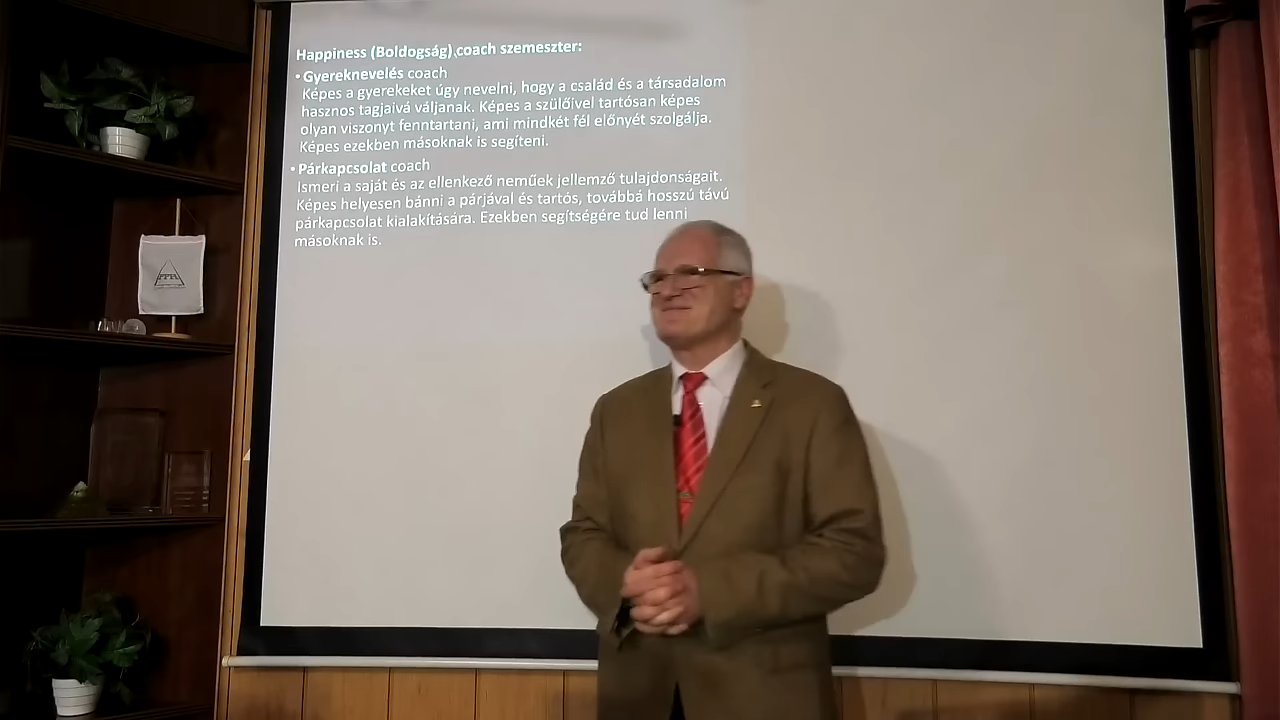 Happiness (Boldogság) coach szemeszter:
• Gyereknevelés coach
Képes a gyerekeket úgy nevelni, hogy a család és a társadalom
hasznos tagjaivá váljanak. Képes a szülőivel tartósan képes
olyan viszonyt fenntartani, ami mindkét fél előnyét szolgálja.
Képes ezekben másoknak is segíteni.
• Párkapcsolat coach
Ismeri a saját és az ellenkező neműek jellemző tulajdonságait.
Képes helyesen bánni a párjával és tartós, továbbá hosszú távú
párkapcsolat kialakítására. Ezekben segítségére tud lenni
másoknak is.